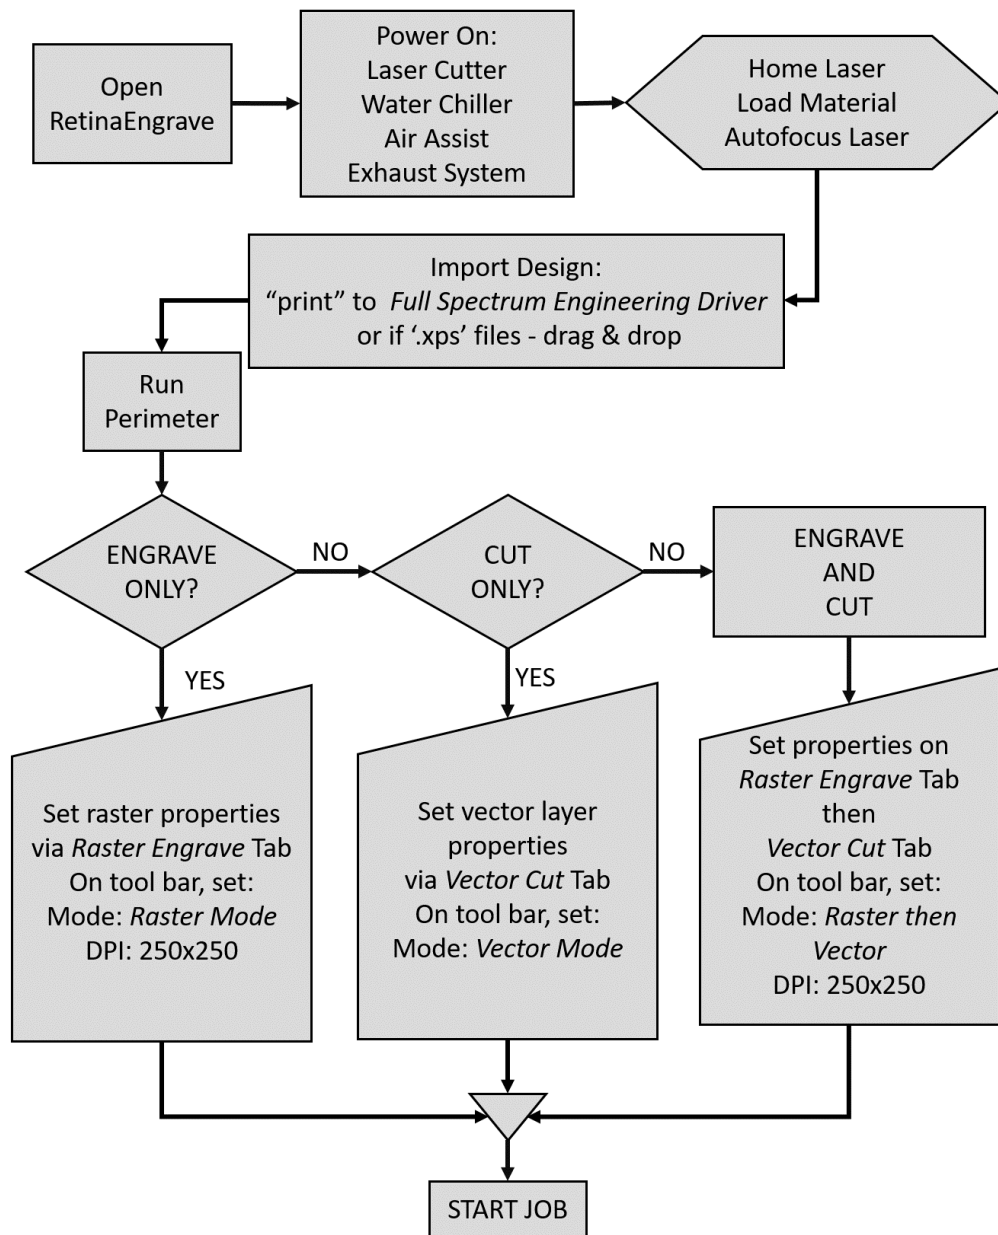 Open
RetinaEngrave
Power On:
Laser Cutter
Water Chiller
Air Assist
Exhaust System
Home Laser
Load Material
Autofocus Laser
Import Design:
“print” to Full Spectrum Engineering Driver
or if ‘.xps’ files - drag & drop
Run
Perimeter
ENGRAVE
ONLY?
NO
CUT
ONLY?
NO
ENGRAVE
AND
CUT
YES
Set raster properties
via Raster Engrave Tab
On tool bar, set:
Mode: Raster Mode
DPI: 250x250
YES
Set vector layer
properties
via Vector Cut Tab
On tool bar, set:
Mode: Vector Mode
Set properties on
Raster Engrave Tab
then
Vector Cut Tab
On tool bar, set:
Mode: Raster then
Vector
DPI: 250x250
START JOB